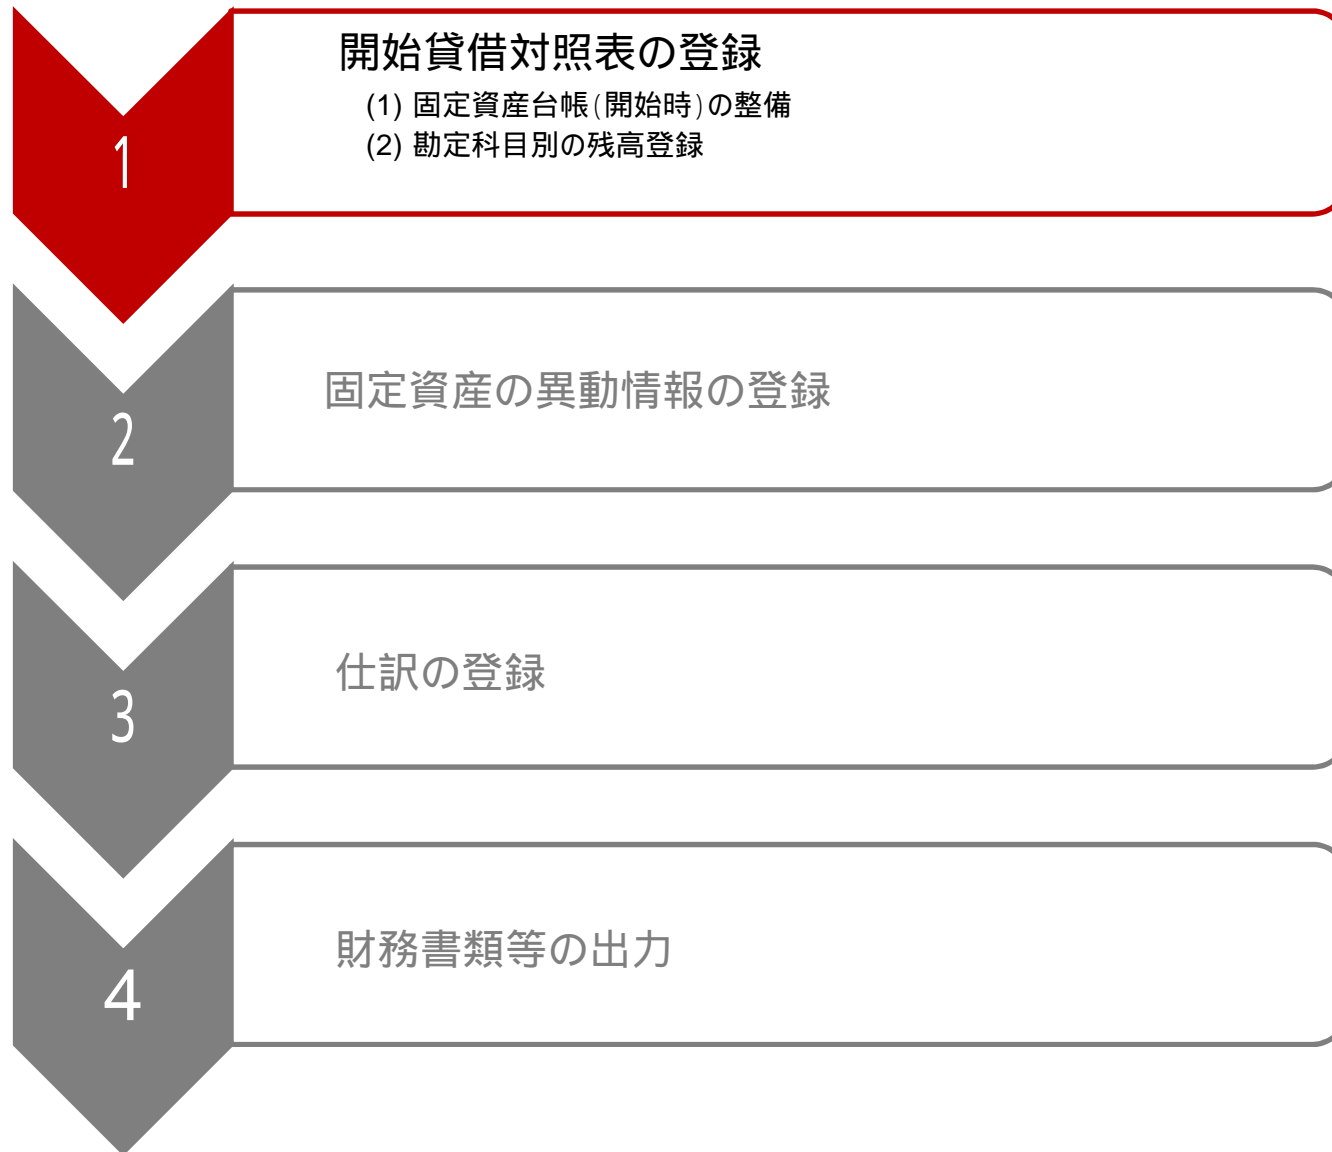 1
開始貸借対照表の登録
(1) 固定資産台帳(開始時)の整備
(2) 勘定科目別の残高登録
2
固定資産の異動情報の登録
3
仕訳の登録
4
財務書類等の出力